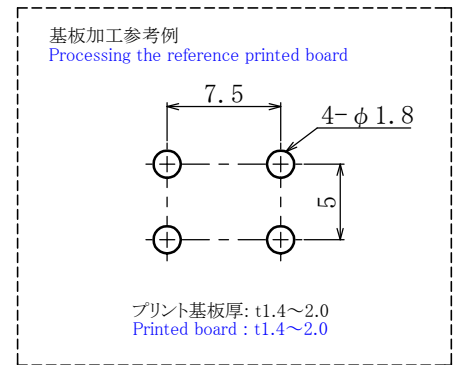 基板加工参考例
Processing the reference printed board
7.5
4-φ1.8
5
プリント基板厚: t1.4～2.0
Printed board : t1.4～2.0